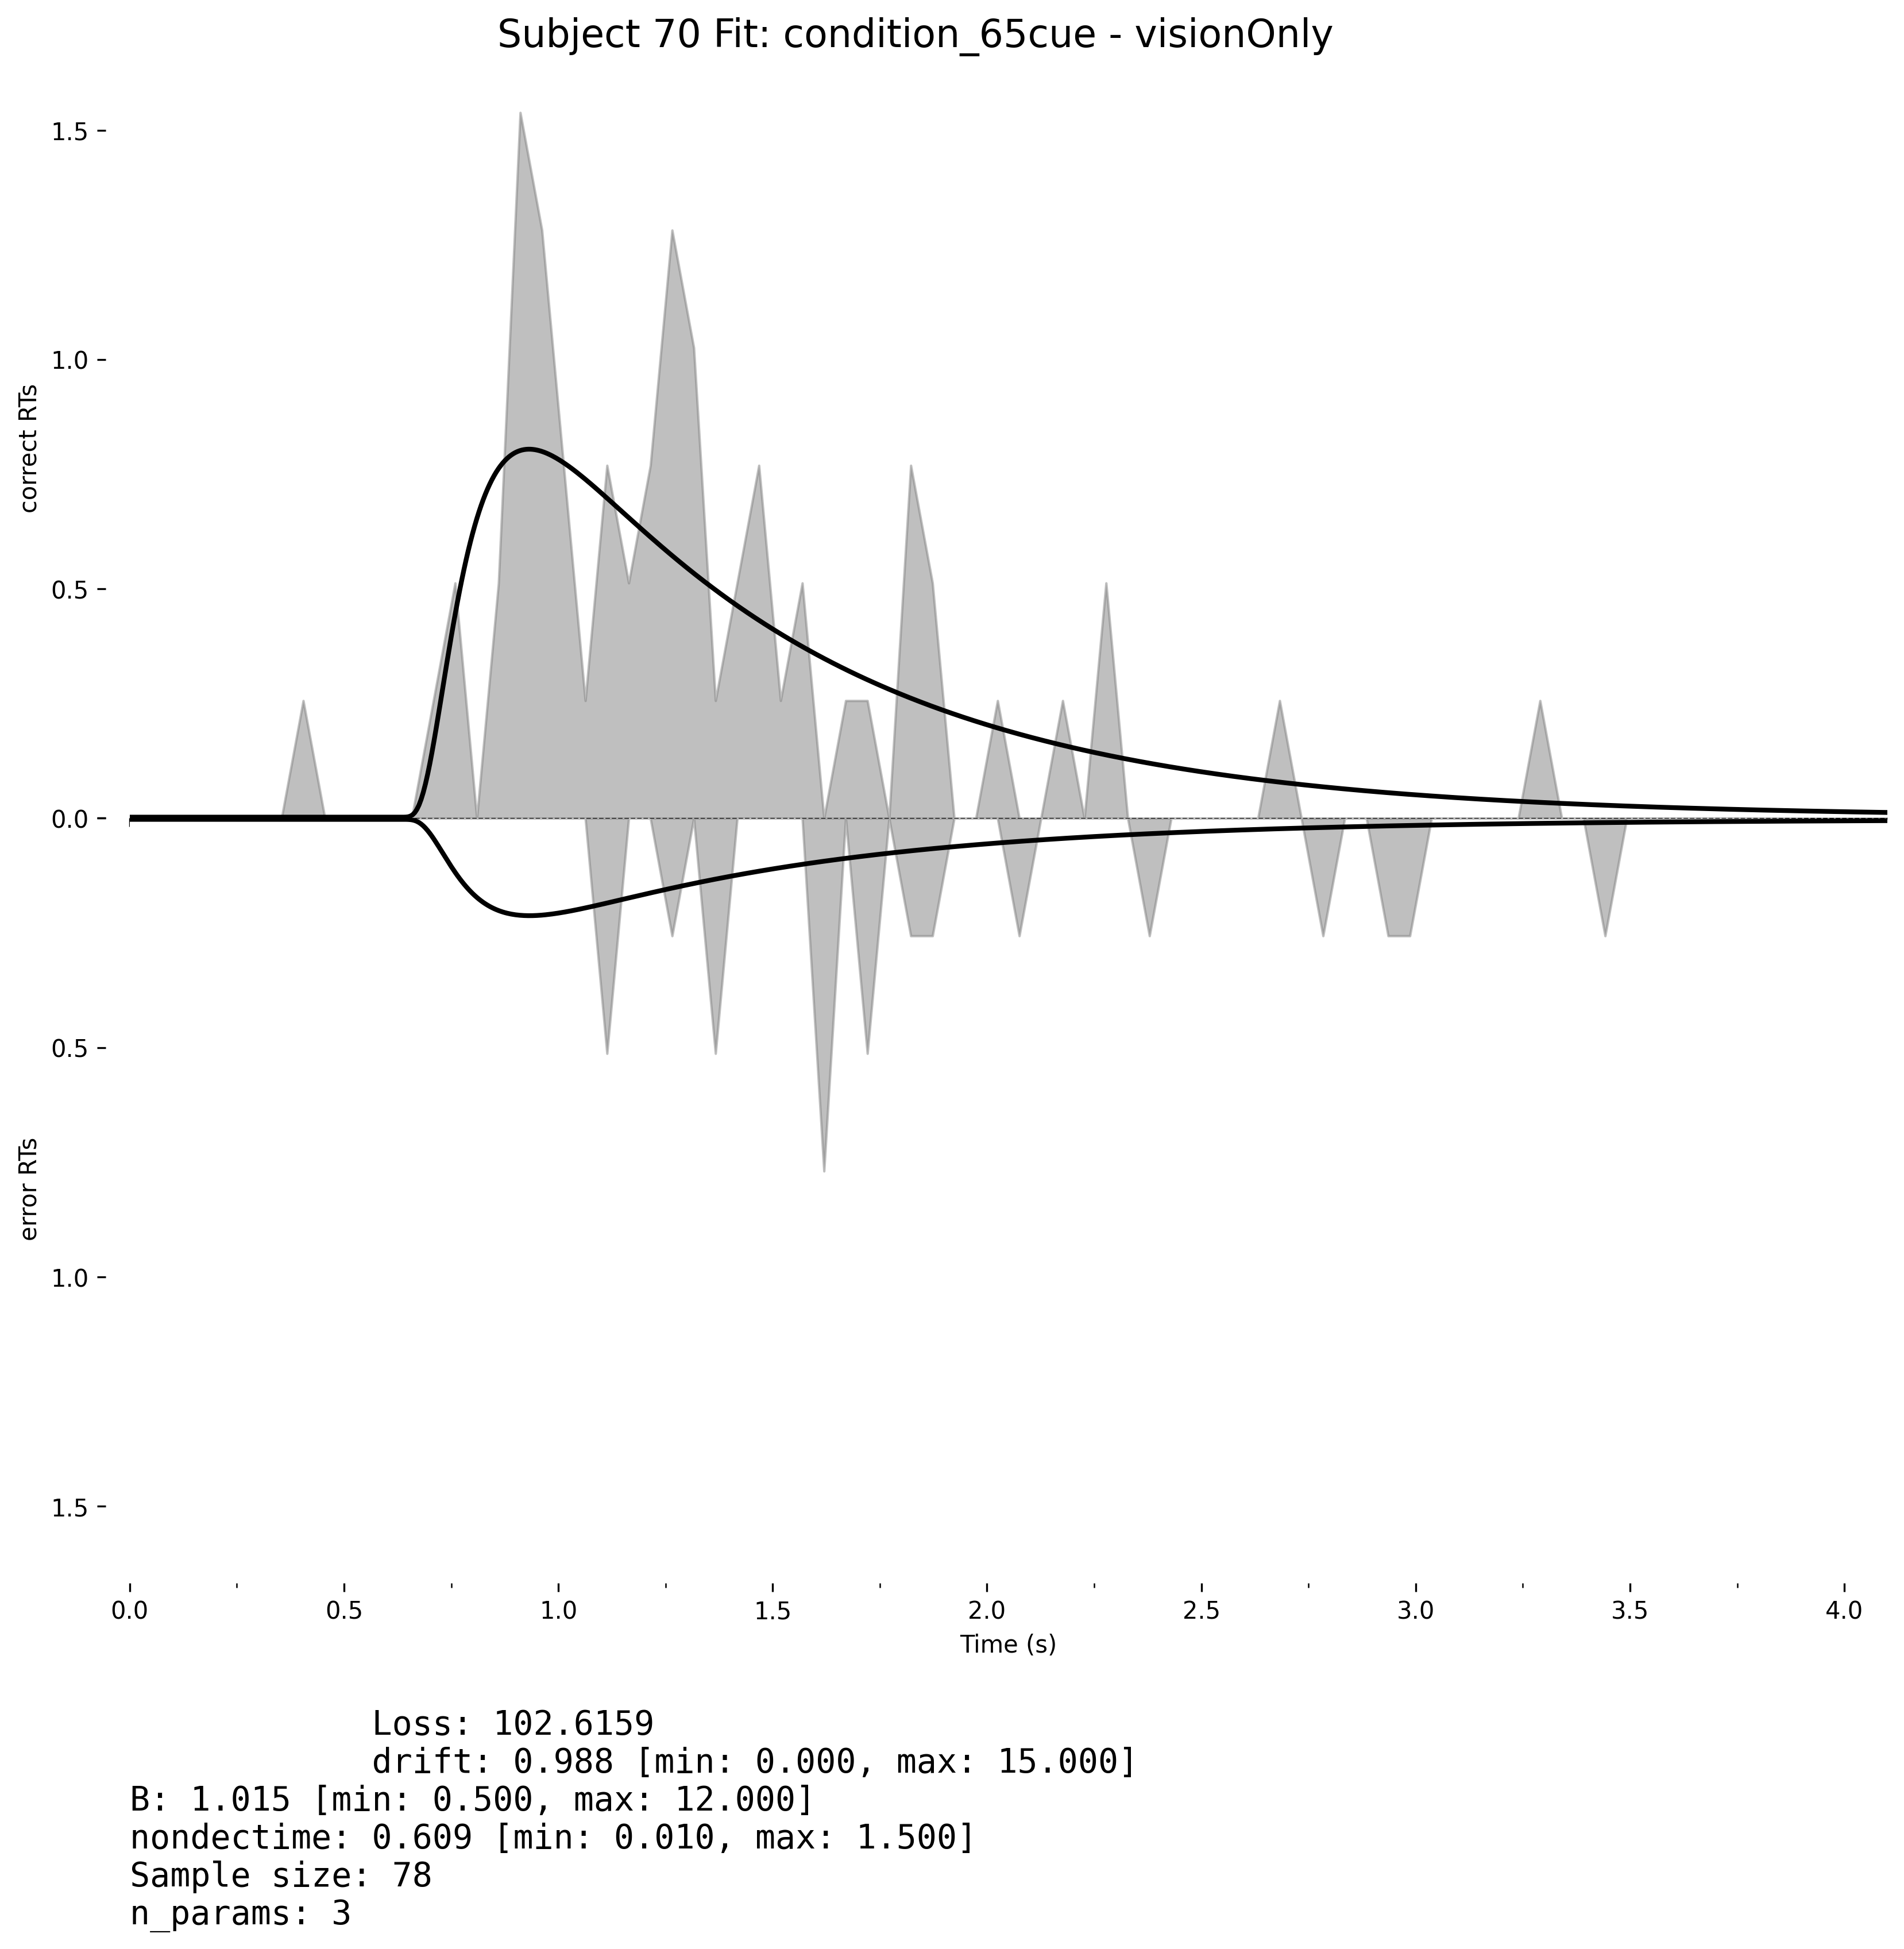 Subject 70 Fit: condition_65cue - visionOnly
1.5
1.0
correct RTs
0.5
0.0
0.5
error RTs
1.0
1.5
0.0 0.5 1.0 1.5 2.0 2.5 3.0 3.5 4.0
Time (s)
Loss: 102.6159
drift: 0.988 [min: 0.000, max: 15.000]
B: 1.015 [min: 0.500, max: 12.000]
nondectime: 0.609 [min: 0.010, max: 1.500]
Sample size: 78
n_params: 3